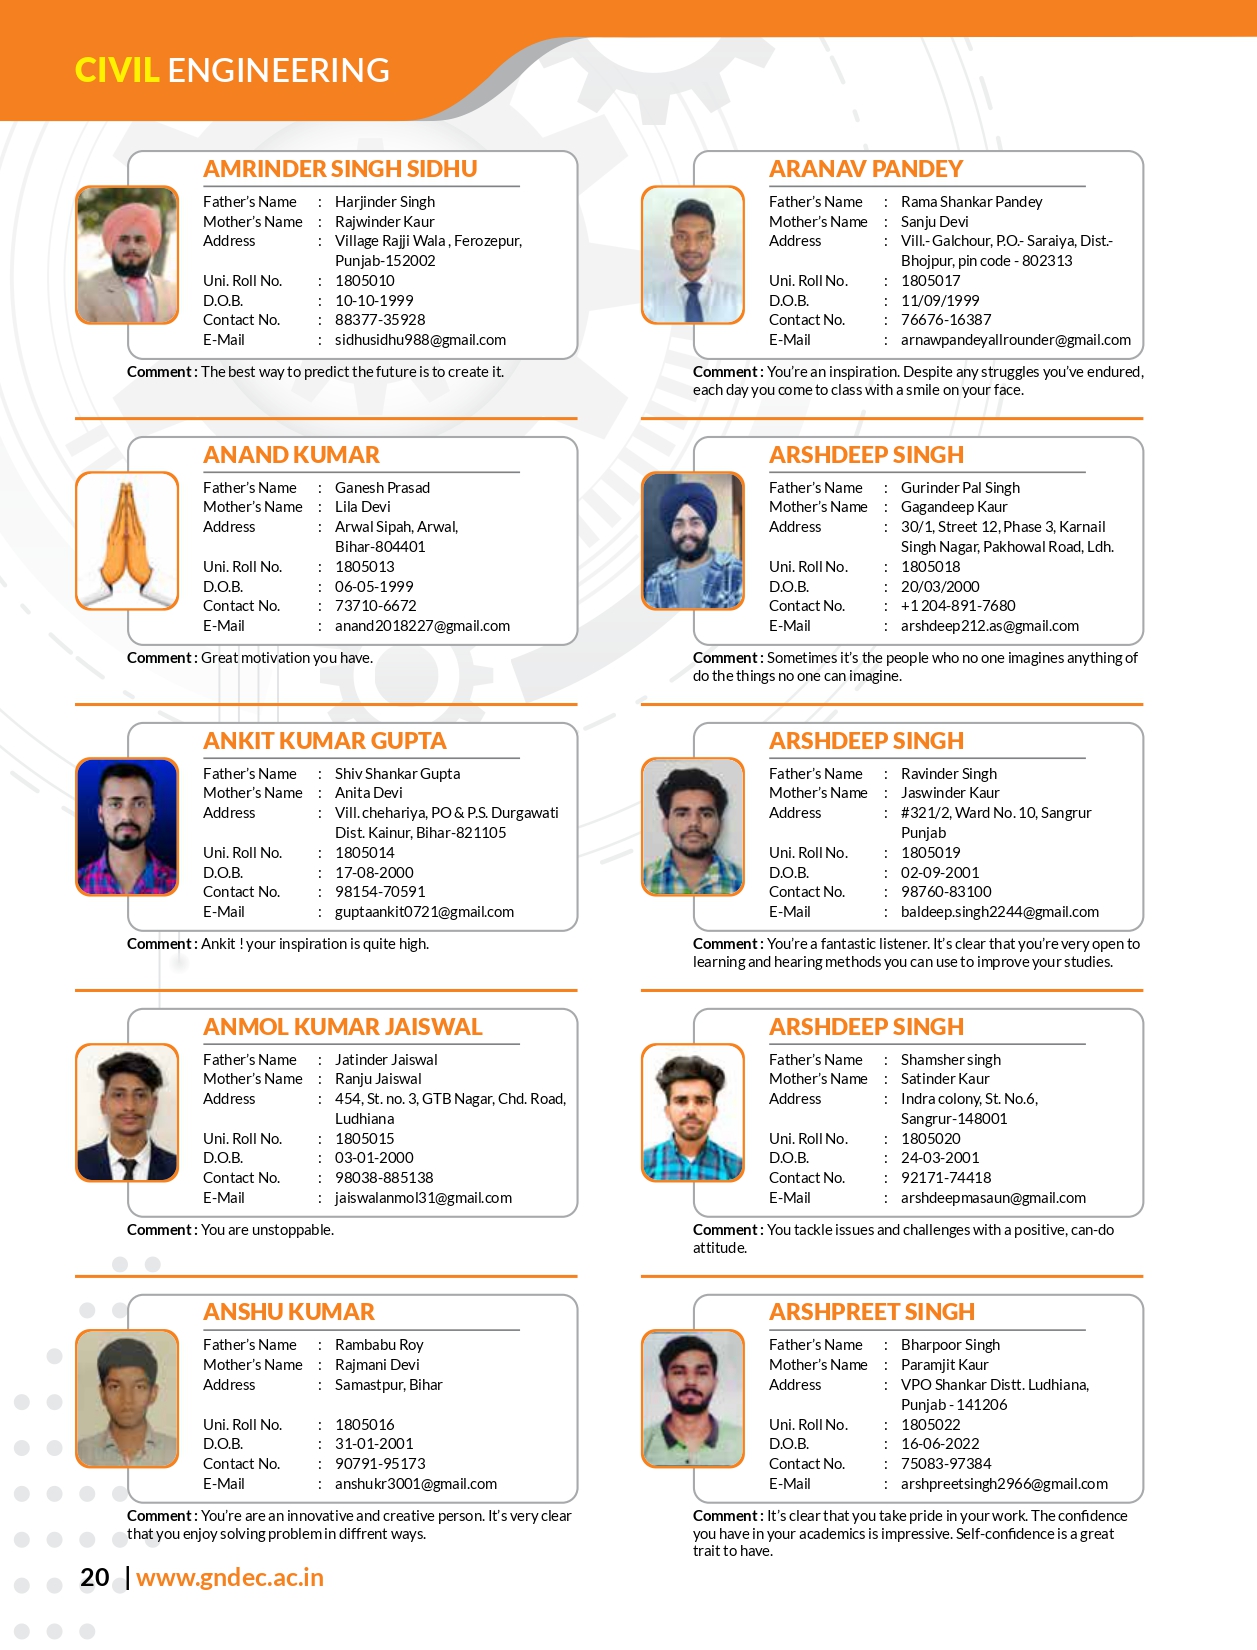 CIVIL ENGINEERING
AMRINDER SINGH SIDHU
Father's Name : Harjinder Singh
Mother's Name : Rajwinder Kaur
Address : Village Rajji Wala , Ferozepur,
Punjab-152002
Uni. Roll No. : 1805010
D.O.B. : 10-10-1999
Contact No. : 88377-35928
E-Mail : sidhusidhu988@gmail.com
Comment : The best way to predict the future is to create it.
ANAND KUMAR
Father's Name : Ganesh Prasad
Mother's Name : Lila Devi
Address : Arwal Sipah, Arwal,
Bihar-804401
Uni. Roll No. : 1805013
D.O.B. : 06-05-1999
Contact No. : 73710-6672
E-Mail : anand2018227@gmail.com
Comment : Great motivation you have.
ANKIT KUMAR GUPTA
Father's Name : Shiv Shankar Gupta
Mother's Name : Anita Devi
Address : Vill. chehariya, PO & P.S. Durgawati
Dist. Kainur, Bihar-821105
Uni. Roll No. : 1805014
D.O.B. : 17-08-2000
Contact No. : 98154-70591
E-Mail : guptaankit0721@gmail.com
Comment : Ankit ! your inspiration is quite high.
ANMOL KUMAR JAISWAL
Father's Name : Jatinder Jaiswal
Mother's Name : Ranju Jaiswal
Address : 454, St. no. 3, GTB Nagar, Chd. Road,
Ludhiana
Uni. Roll No. : 1805015
D.O.B. : 03-01-2000
Contact No. : 98038-885138
E-Mail : jaiswalanmol31@gmail.com
Comment : You are unstoppable.
ANSHU KUMAR
Father's Name : Rambabu Roy
Mother's Name : Rajmani Devi
Address : Samastpur, Bihar
Uni. Roll No. : 1805016
D.O.B. : 31-01-2001
Contact No. : 90791-95173
E-Mail : anshukr3001@gmail.com
Comment : You're are an innovative and creative person. It's very clear
that you enjoy solving problem in diffrent ways.
ARANAV PANDEY
Father's Name : Rama Shankar Pandey
Mother's Name : Sanju Devi
Address : Vill.- Galchour, P.O.- Saraiya, Dist.-
Bhojpur, pin code - 802313
Uni. Roll No. : 1805017
D.O.B. : 11/09/1999
Contact No. : 76676-16387
E-Mail : arnawpandeyallrounder@gmail.com
Comment : You're an inspiration. Despite any struggles you've endured,
each day you come to class with a smile on your face.
ARSHDEEP SINGH
Father's Name : Gurinder Pal Singh
Mother's Name : Gagandeep Kaur
Address : 30/1, Street 12, Phase 3, Karnail
Singh Nagar, Pakhowal Road, Ldh.
Uni. Roll No. : 1805018
D.O.B. : 20/03/2000
Contact No. : +1 204-891-7680
E-Mail : arshdeep212.as@gmail.com
Comment : Sometimes it's the people who no one imagines anything of
do the things no one can imagine.
ARSHDEEP SINGH
Father's Name : Ravinder Singh
Mother's Name : Jaswinder Kaur
Address : #321/2, Ward No. 10, Sangrur
Punjab
Uni. Roll No. : 1805019
D.O.B. : 02-09-2001
Contact No. : 98760-83100
E-Mail : baldeep.singh2244@gmail.com
Comment : You're a fantastic listener. It's clear that you're very open to
learning and hearing methods you can use to improve your studies.
ARSHDEEP SINGH
Father's Name : Shamsher singh
Mother's Name : Satinder Kaur
Address : Indra colony, St. No.6,
Sangrur-148001
Uni. Roll No. : 1805020
D.O.B. : 24-03-2001
Contact No. : 92171-74418
E-Mail : arshdeepmasaun@gmail.com
Comment : You tackle issues and challenges with a positive, can-do
attitude.
ARSHPREET SINGH
Father's Name : Bharpoor Singh
Mother's Name : Paramjit Kaur
Address : VPO Shankar Distt. Ludhiana,
Punjab - 141206
Uni. Roll No. : 1805022
D.O.B. : 16-06-2022
Contact No. : 75083-97384
E-Mail : arshpreetsingh2966@gmail.com
Comment : It's clear that you take pride in your work. The confidence
you have in your academics is impressive. Self-confidence is a great
trait to have.
20 | www.gndec.ac.in